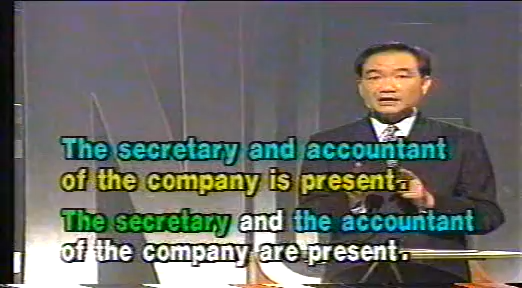 The secretary and accountant
of the company is present.
The secretary and the accountant
of the company are present.